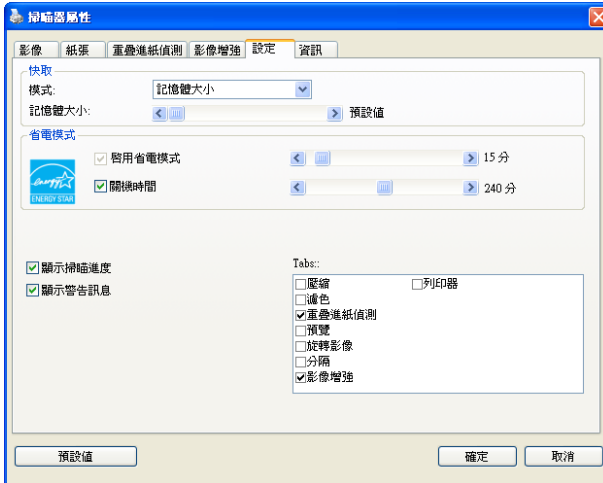 掃瞄器屬性
影像 紙張 重疊進紙偵測 影像增強 設定 資訊
快取
模式: 記憶體大小
記憶體大小: 預設值
省電模式
啓用省電模式 15 分
關機時間 240 分
energy
ENERGY STAR
顯示掃瞄進度
顯示警告訊息
Tabs::
壓縮 列印器
濾色
重疊進紙偵測
預覽
旋轉影像
分隔
影像增強
預設值 確定 取消